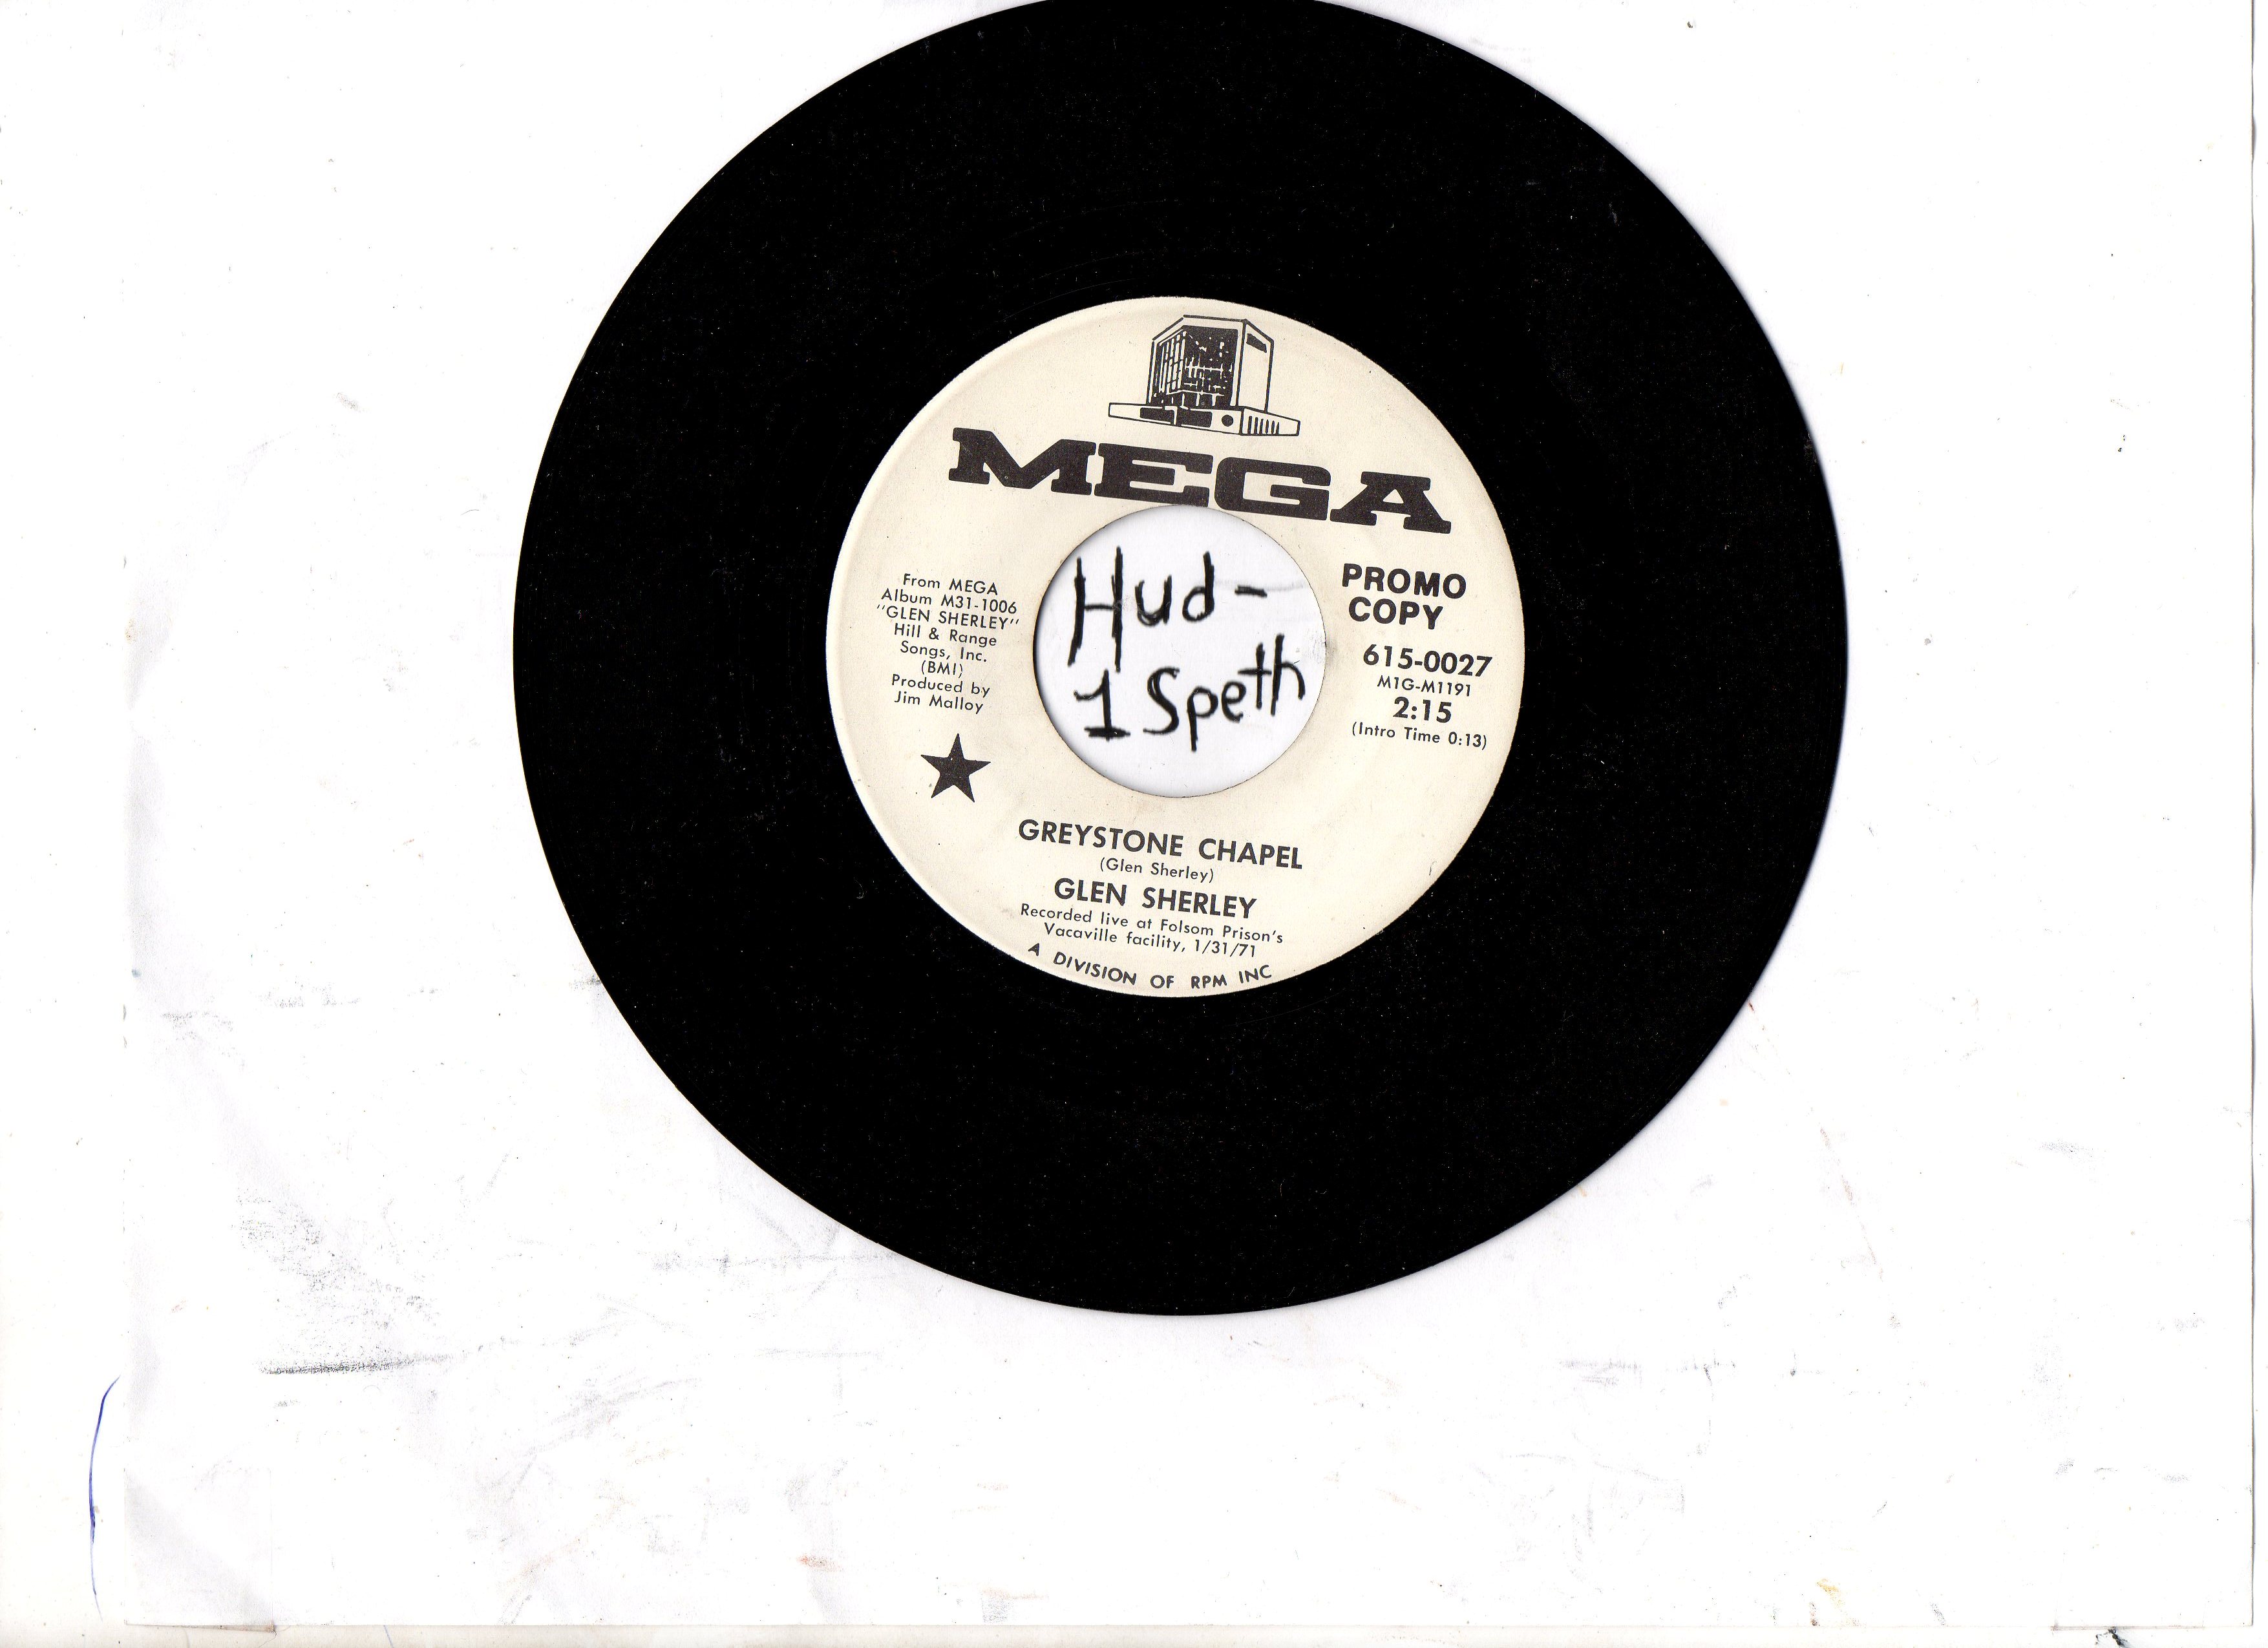 MEGA
From MEGA
Album M31-1006
"GLEN SHERLEY"
Hill & Range
Songs, Inc.
(BMI)
Produced by
Jim Malloy
Hud-
1 Speth
PROMO
COPY
615-0027
M1G-M1191
2:15
(Intro Time 0:13)
GREYSTONE CHAPEL
(Glen Sherley)
GLEN SHERLEY
Recorded live at Folsom Prison's
Vacaville facility, 1/31/71
A DIVISION OF RPM INC